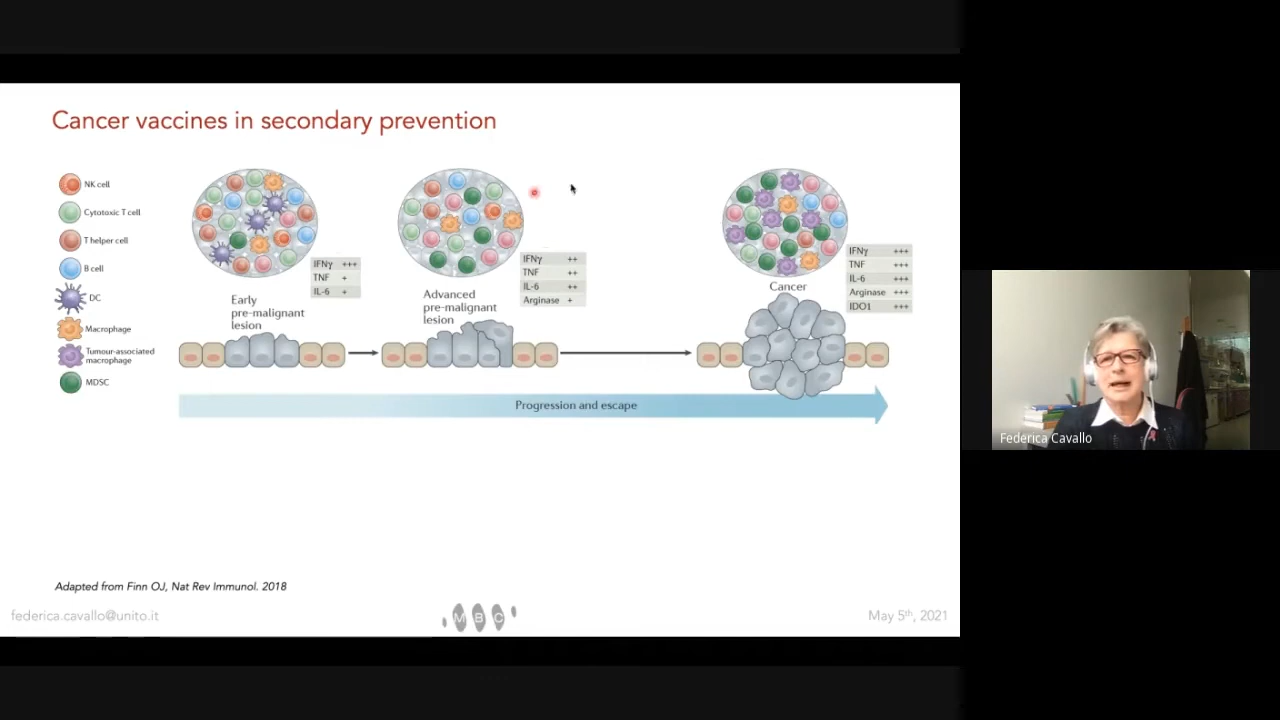 Cancer vaccines in secondary prevention
NK cell
Cytotoxic T cell
T helper cell
B cell
DC
Macrophage
Tumour-associated
macrophage
MDSC
IFNγ +++
TNF +
IL-6 +
Early
pre-malignant
lesion
IFNγ ++
TNF ++
IL-6 ++
Arginase +
Advanced
pre-malignant
lesion
IFNγ +++
TNF +++
IL-6 +++
Arginase +++
IDO1 +++
Cancer
Progression and escape
Adapted from Finn OJ, Nat Rev Immunol. 2018
federica.cavallo@unito.it
MBC
May 5th, 2021
Federica Cavallo